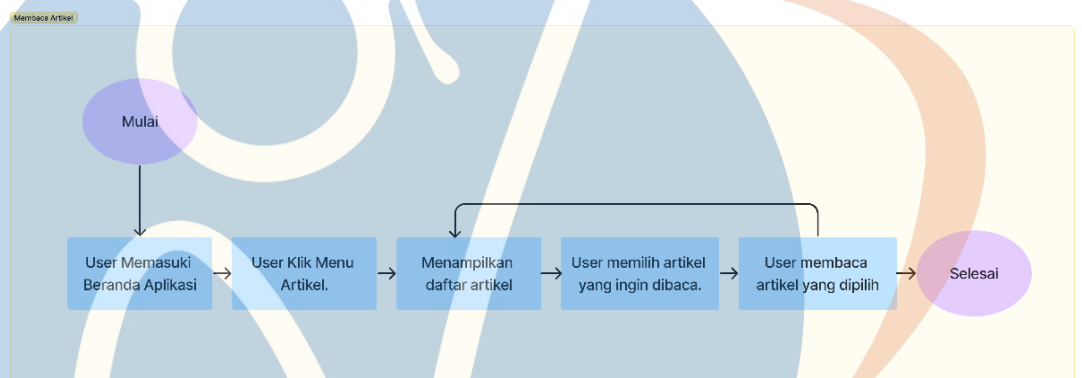 Membaca Artikel
Mulai
User Memasuki
Beranda Aplikasi
User Klik Menu
Artikel.
Menampilkan
daftar artikel
User memilih artikel
yang ingin dibaca.
User membaca
artikel yang dipilih
Selesai